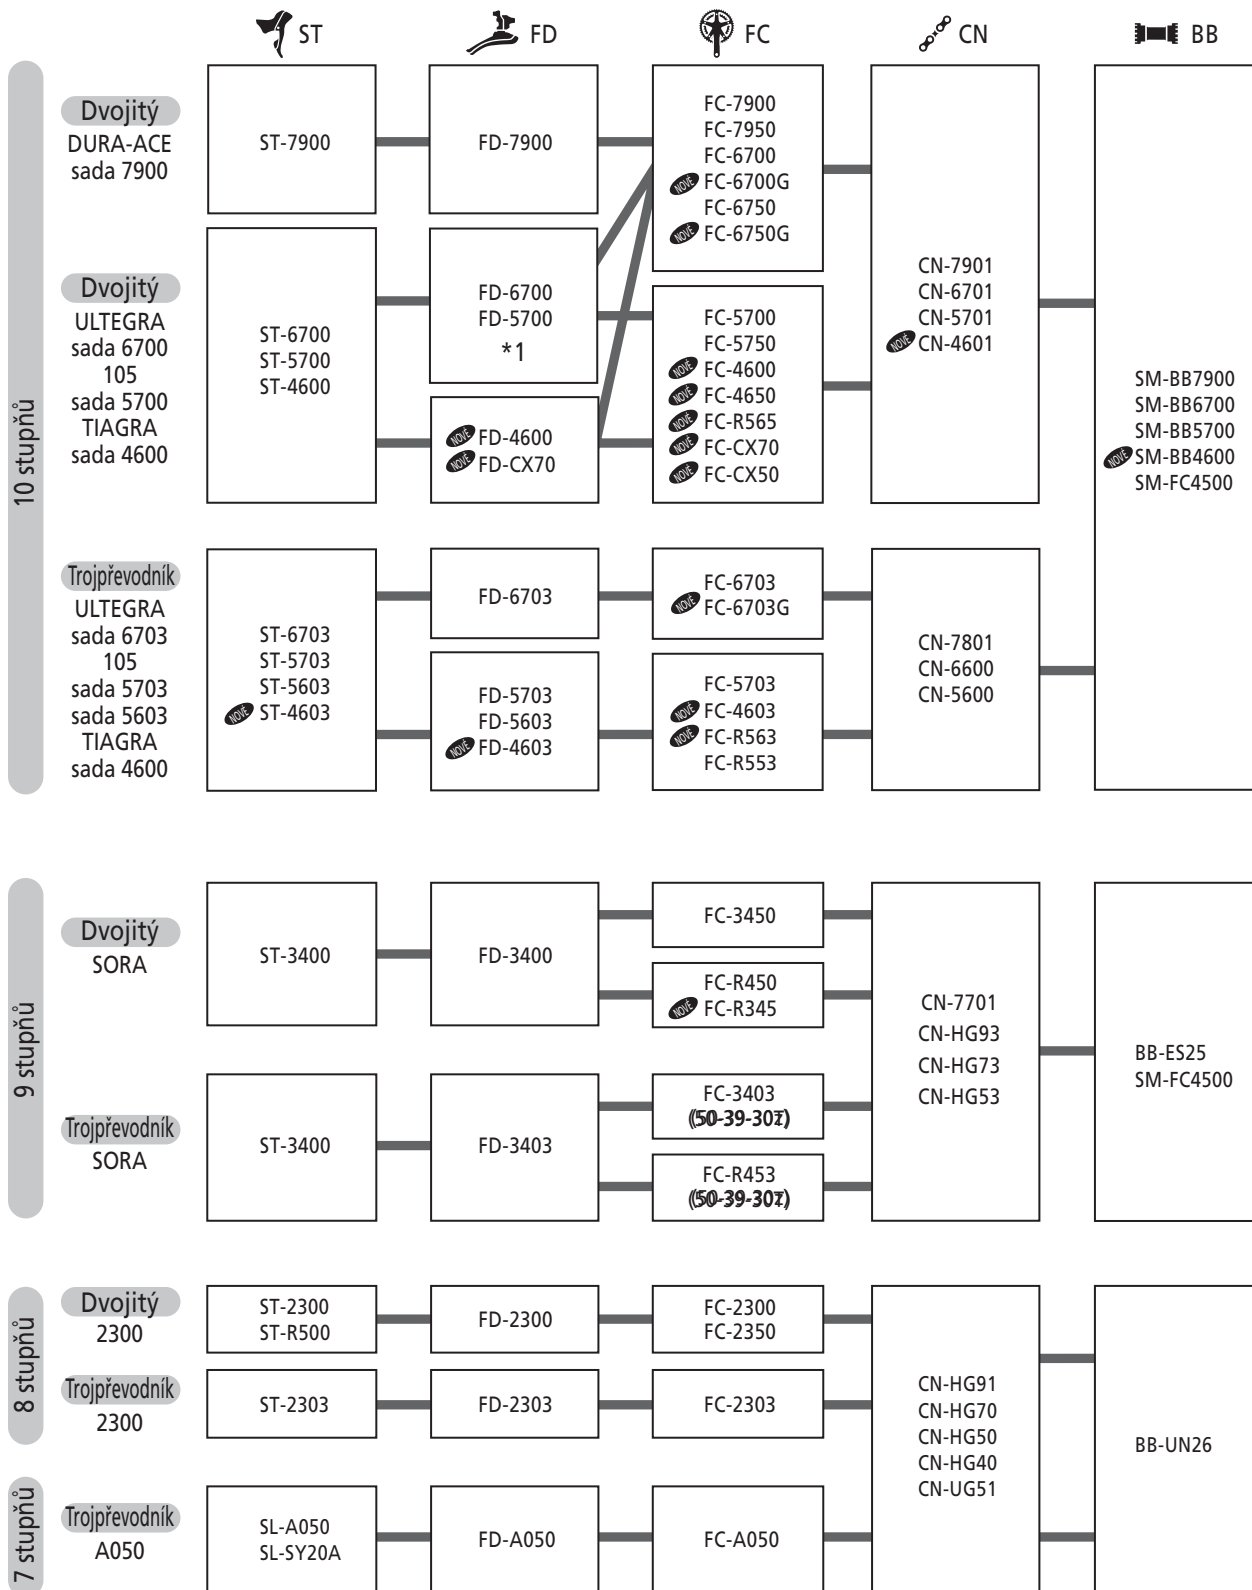 ST
FD
FC
CN
BB
10 stupňů
Dvojitý
DURA-ACE
sada 7900
ST-7900
FD-7900
FC-7900
FC-7950
FC-6700
NOVÉ FC-6700G
FC-6750
NOVÉ FC-6750G
Dvojitý
ULTEGRA
sada 6700
105
sada 5700
TIAGRA
sada 4600
ST-6700
ST-5700
ST-4600
FD-6700
FD-5700
*1
NOVÉ FD-4600
NOVÉ FD-CX70
FC-5700
FC-5750
NOVÉ FC-4600
NOVÉ FC-4650
NOVÉ FC-R565
NOVÉ FC-CX70
NOVÉ FC-CX50
CN-7901
CN-6701
CN-5701
NOVÉ CN-4601
SM-BB7900
SM-BB6700
SM-BB5700
NOVÉ SM-BB4600
SM-FC4500
Trojpřevodník
ULTEGRA
sada 6703
105
sada 5703
sada 5603
TIAGRA
sada 4600
ST-6703
ST-5703
ST-5603
NOVÉ ST-4603
FD-6703
FD-5703
FD-5603
NOVÉ FD-4603
FC-6703
NOVÉ FC-6703G
FC-5703
NOVÉ FC-4603
NOVÉ FC-R563
FC-R553
CN-7801
CN-6600
CN-5600
9 stupňů
Dvojitý
SORA
ST-3400
FD-3400
FC-3450
FC-R450
NOVÉ FC-R345
CN-7701
CN-HG93
CN-HG73
CN-HG53
BB-ES25
SM-FC4500
Trojpřevodník
SORA
ST-3400
FD-3403
FC-3403
(50-39-30z)
FC-R453
(50-39-30z)
8 stupňů
Dvojitý
2300
ST-2300
ST-R500
FD-2300
FC-2300
FC-2350
Trojpřevodník
2300
ST-2303
FD-2303
FC-2303
CN-HG91
CN-HG70
CN-HG50
CN-HG40
CN-UG51
BB-UN26
7 stupňů
Trojpřevodník
A050
SL-A050
SL-SY20A
FD-A050
FC-A050